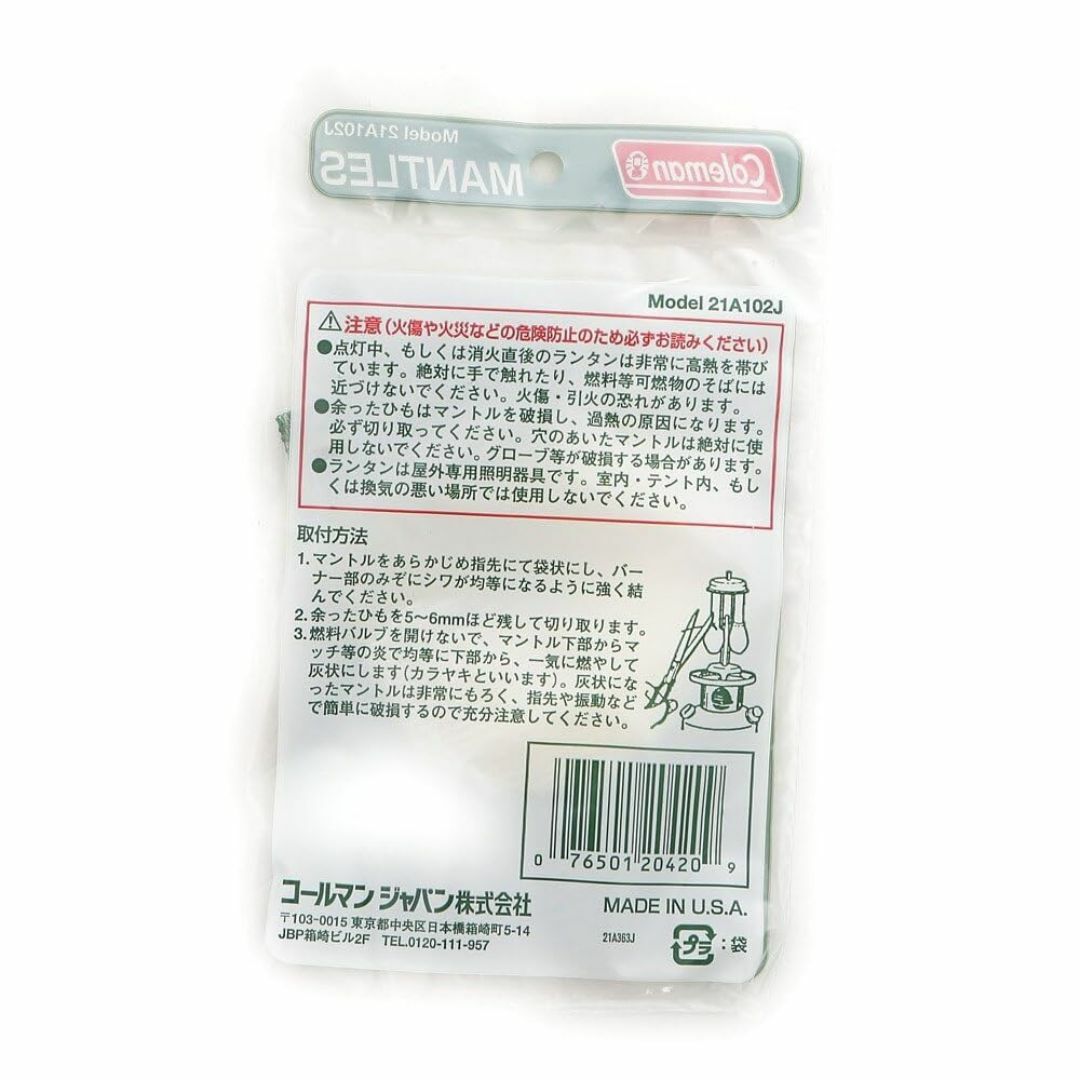 Model 21A102J
MANTLES
Coleman
Model 21A102J
注意(火傷や火災などの危険防止のため必ずお読みください)
●点灯中、もしくは消火直後のランタンは非常に高熱を帯び
ています。絶対に手で触れたり、燃料等可燃物のそばには
近づけないでください。火傷・引火の恐れがあります。
●余ったひもはマントルを破損し、過熱の原因になります。
必ず切り取ってください。穴のあいたマントルは絶対に使
用しないでください。グローブ等が破損する場合があります。
●ランタンは屋外専用照明器具です。室内・テント内、もし
くは換気の悪い場所では使用しないでください。
取付方法
1.マントルをあらかじめ指先にて袋状にし、バー
ナー部のみぞにシワが均等になるように強く結
んでください。
2.余ったひもを5〜6mmほど残して切り取ります。
3.燃料バルブを開けないで、マントル下部からマ
ッチ等の炎で均等に下部から、一気に燃やして
灰状にします(カラヤキといいます)。灰状にな
ったマントルは非常にもろく、指先や振動など
で簡単に破損するので充分注意してください。
0 76501 20420 9
コールマン ジャパン株式会社
〒103-0015 東京都中央区日本橋箱崎町5-14
JBP箱崎ビル2F TEL.0120-111-957
MADE IN U.S.A.
21A363J
プラ:袋